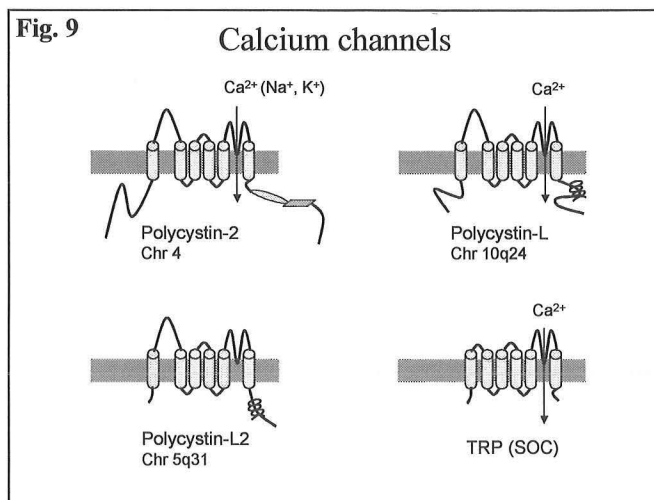 Fig. 9
Calcium channels
Ca²⁺ (Na⁺, K⁺)
Ca²⁺
Polycystin-2
Chr 4
Polycystin-L
Chr 10q24
Ca²⁺
Polycystin-L2
Chr 5q31
TRP (SOC)